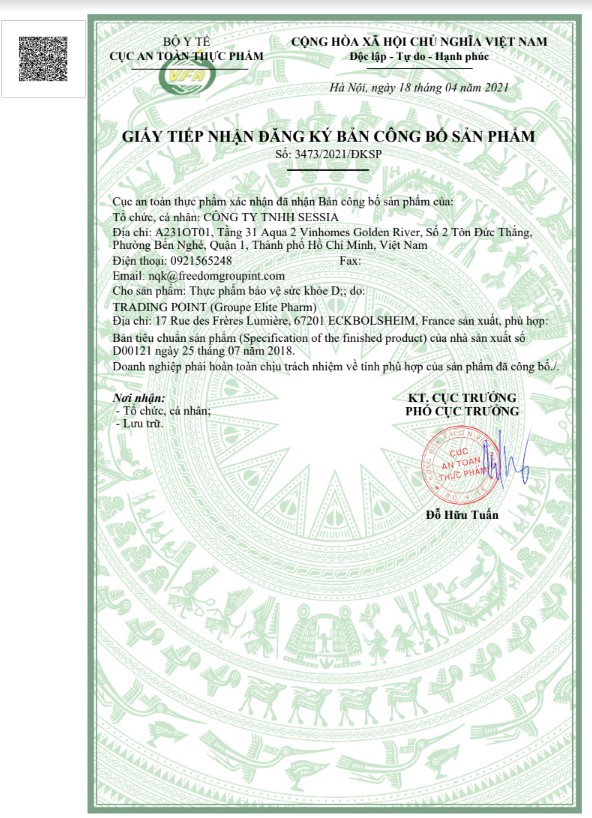 BỘ Y TẾ
CỤC AN TOÀN THỰC PHẨM
VFA
CỘNG HÒA XÃ HỘI CHỦ NGHĨA VIỆT NAM
Độc lập - Tự do - Hạnh phúc
Hà Nội, ngày 18 tháng 04 năm 2021
GIẤY TIẾP NHẬN ĐĂNG KÝ BẢN CÔNG BỐ SẢN PHẨM
Số: 3473/2021/ĐKSP
Cục an toàn thực phẩm xác nhận đã nhận Bản công bố sản phẩm của:
Tổ chức, cá nhân: CÔNG TY TNHH SESSIA
Địa chỉ: A231OT01, Tầng 31 Aqua 2 Vinhomes Golden River, Số 2 Tôn Đức Thắng,
Phường Bến Nghé, Quận 1, Thành phố Hồ Chí Minh, Việt Nam
Điện thoại: 0921565248 Fax:
Email: nqk@freedomgroupint.com
Cho sản phẩm: Thực phẩm bảo vệ sức khỏe D;; do:
TRADING POINT (Groupe Elite Pharm)
Địa chỉ: 17 Rue des Frères Lumière, 67201 ECKBOLSHEIM, France sản xuất, phù hợp:
Bản tiêu chuẩn sản phẩm (Specification of the finished product) của nhà sản xuất số
D00121 ngày 25 tháng 07 năm 2018.
Doanh nghiệp phải hoàn toàn chịu trách nhiệm về tính phù hợp của sản phẩm đã công bố./.
Nơi nhận:
- Tổ chức, cá nhân;
- Lưu trữ.
KT. CỤC TRƯỞNG
PHÓ CỤC TRƯỞNG
CỤC
AN TOÀN
THỰC PHẨM
Đỗ Hữu Tuấn